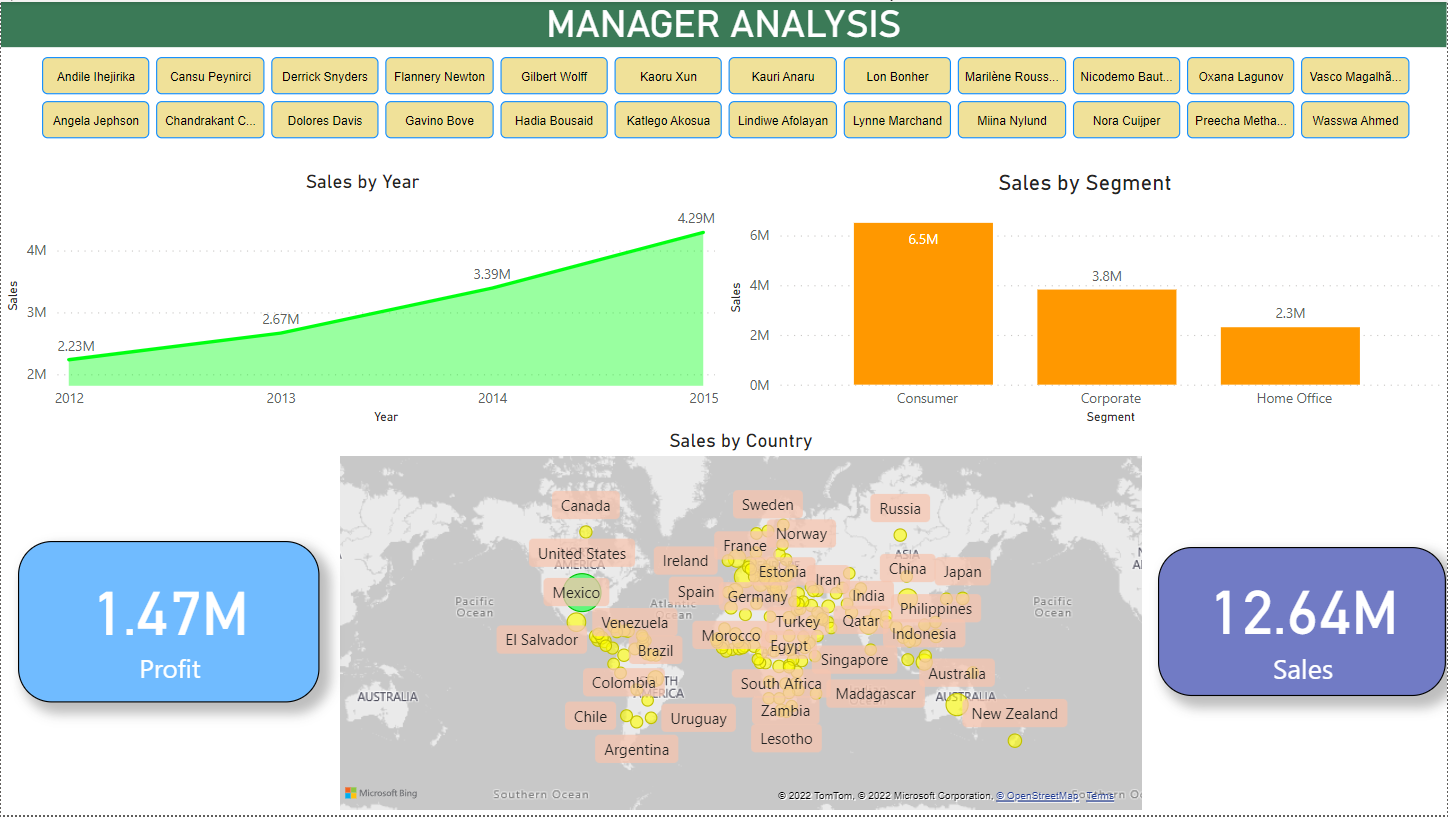 MANAGER ANALYSIS
Andile Ihejirika Cansu Peynirci Derrick Snyders Flannery Newton Gilbert Wolff Kaoru Xun Kauri Anaru Lon Bonher Marilène Rouss... Nicodemo Baut... Oxana Lagunov Vasco Magalhã...
Angela Jephson Chandrakant C... Dolores Davis Gavino Bove Hadia Bousaid Katlego Akosua Lindiwe Afolayan Lynne Marchand Miina Nylund Nora Cuijper Preecha Metha... Wasswa Ahmed
Sales by Year
4.29M
4M
3.39M
Sales
3M
2.67M
2.23M
2M
2012 2013 2014 2015
Year
Sales by Segment
6M
6.5M
4M
3.8M
Sales
2M
2.3M
0M
Consumer Corporate Home Office
Segment
Sales by Country
Canada Sweden Russia
Norway
United States Ireland France ASIA
AMERICA Estonia Iran China Japan
Mexico Spain Germany India
Pacific Ocean Atlantic Ocean Philippines Pacific Ocean
Venezuela Turkey Qatar
El Salvador Brazil Morocco Egypt Indonesia
Singapore
Colombia South Africa Australia
AUSTRALIA AMERICA Madagascar AUSTRALIA
Chile Uruguay Zambia New Zealand
Argentina Lesotho
Microsoft Bing Southern Ocean
© 2022 TomTom, © 2022 Microsoft Corporation, © OpenStreetMap Terms
1.47M
Profit
12.64M
Sales